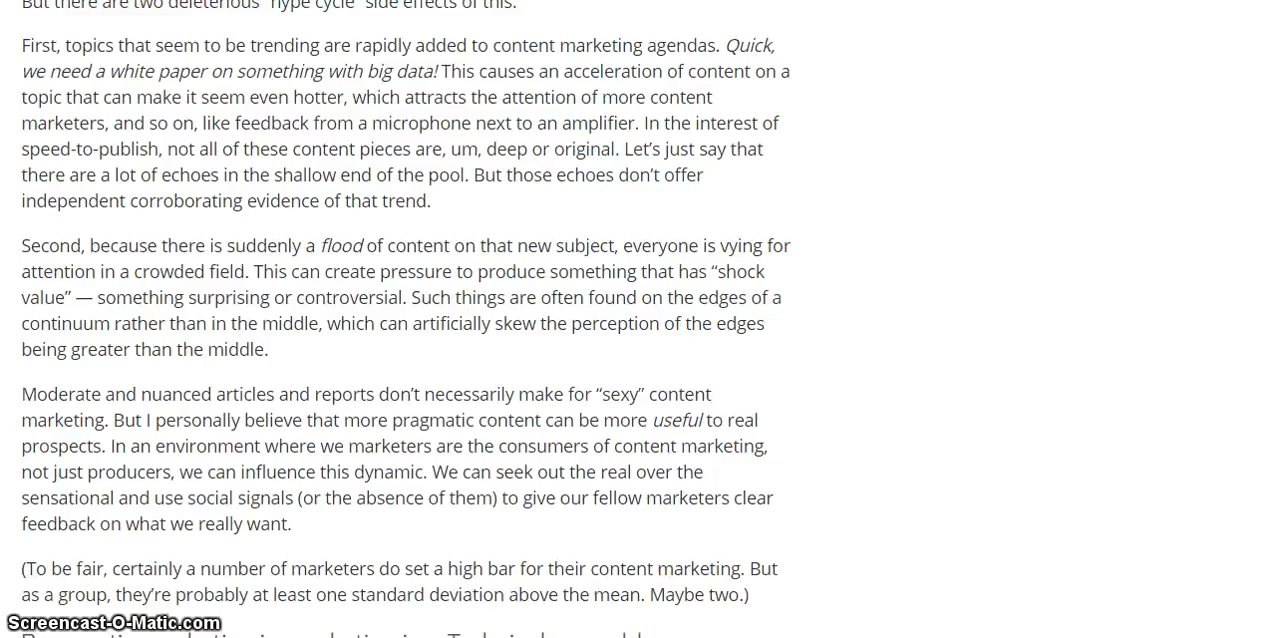 But there are two deleterious "hype cycle" side effects of this.
First, topics that seem to be trending are rapidly added to content marketing agendas. Quick,
we need a white paper on something with big data! This causes an acceleration of content on a
topic that can make it seem even hotter, which attracts the attention of more content
marketers, and so on, like feedback from a microphone next to an amplifier. In the interest of
speed-to-publish, not all of these content pieces are, um, deep or original. Let’s just say that
there are a lot of echoes in the shallow end of the pool. But those echoes don’t offer
independent corroborating evidence of that trend.
Second, because there is suddenly a flood of content on that new subject, everyone is vying for
attention in a crowded field. This can create pressure to produce something that has “shock
value” — something surprising or controversial. Such things are often found on the edges of a
continuum rather than in the middle, which can artificially skew the perception of the edges
being greater than the middle.
Moderate and nuanced articles and reports don’t necessarily make for “sexy” content
marketing. But I personally believe that more pragmatic content can be more useful to real
prospects. In an environment where we marketers are the consumers of content marketing,
not just producers, we can influence this dynamic. We can seek out the real over the
sensational and use social signals (or the absence of them) to give our fellow marketers clear
feedback on what we really want.
(To be fair, certainly a number of marketers do set a high bar for their content marketing. But
as a group, they’re probably at least one standard deviation above the mean. Maybe two.)
Screencast-O-Matic.com